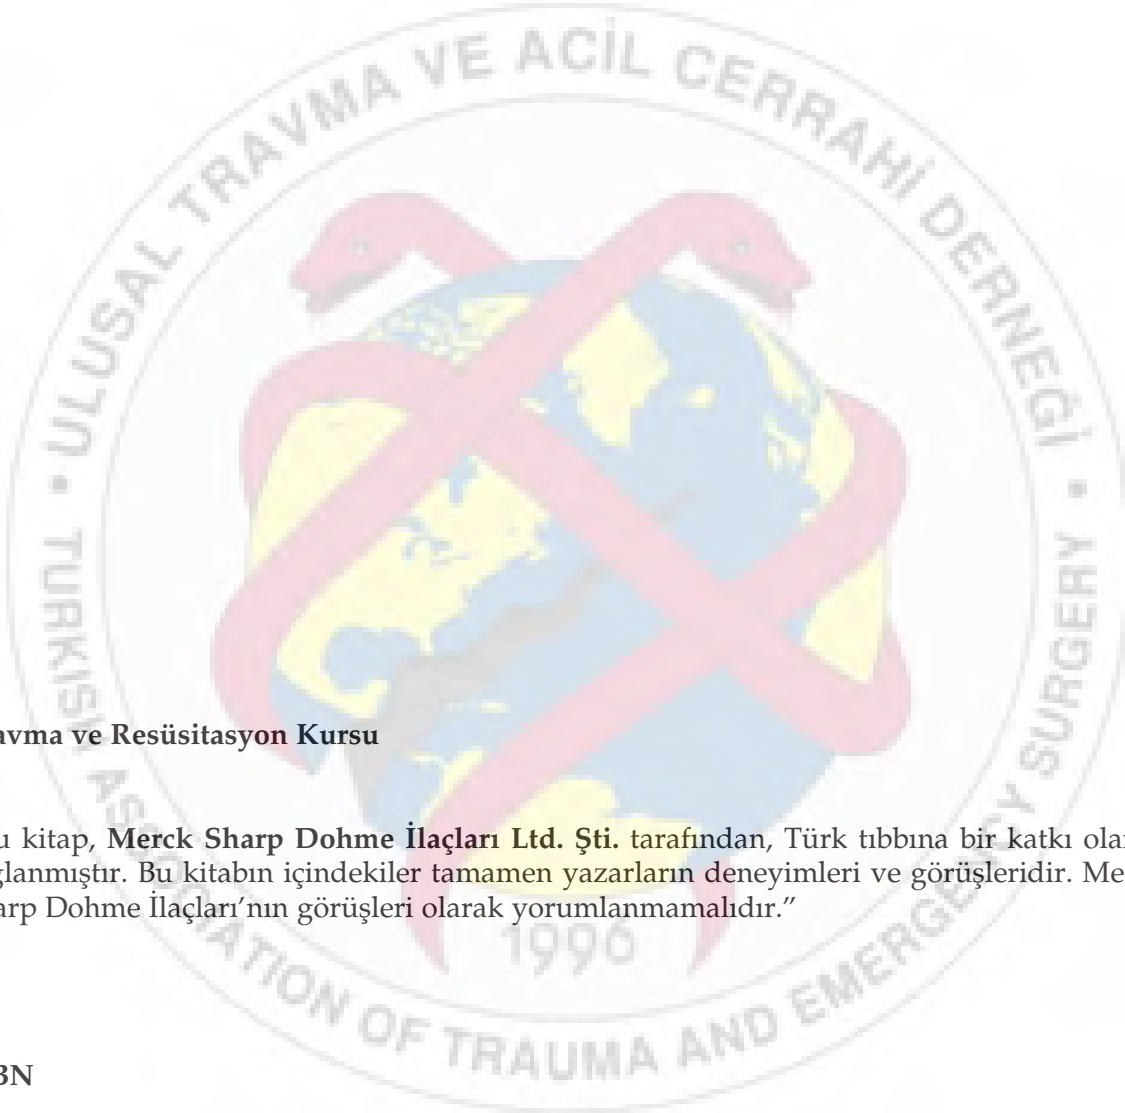 ULUSAL TRAVMA VE ACİL CERRAHİ DERNEĞİ
avma ve Resüsitasyon Kursu
u kitap, Merck Sharp Dohme İlaçları Ltd. Şti. tarafından, Türk tıbbına bir katkı olar
ğlanmıştır. Bu kitabın içindekiler tamamen yazarların deneyimleri ve görüşleridir. Me
arp Dohme İlaçları’nın görüşleri olarak yorumlanmamalıdır.”
1996
TURKISH ASSOCIATION OF TRAUMA AND EMERGENCY SURGERY
BN